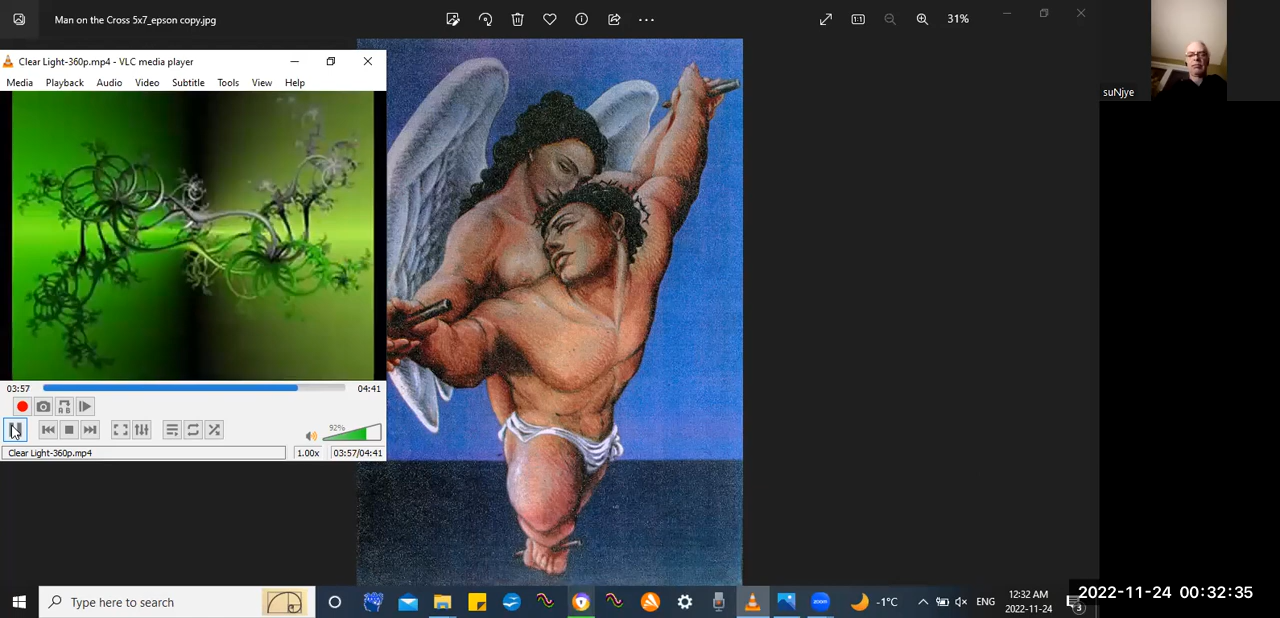 Man on the Cross 5x7_epson copy.jpg
31%
Clear Light-360p.mp4 - VLC media player
Media Playback Audio Video Subtitle Tools View Help
suNjye
03:57
04:41
92%
Clear Light-360p.mp4
1.00x
03:57/04:41
Type here to search
zoom
-1°C
ENG
12:32 AM
2022-11-24
3
2022-11-24 00:32:35